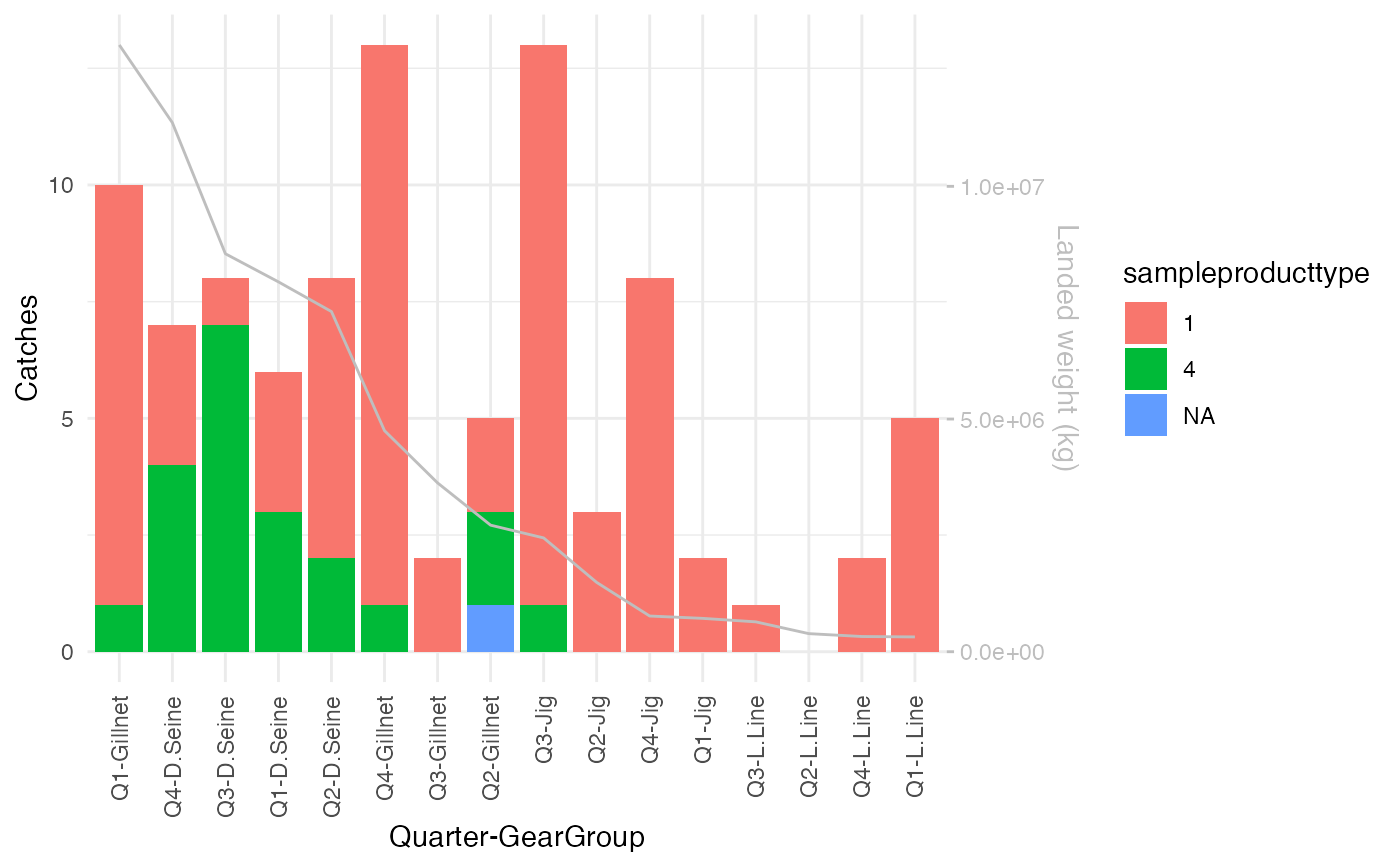 Catches
10
5
0
1.0e+07
5.0e+06
0.0e+00
Landed weight (kg)
Q1-Gillnet
Q4-D.Seine
Q3-D.Seine
Q1-D.Seine
Q2-D.Seine
Q4-Gillnet
Q3-Gillnet
Q2-Gillnet
Q3-Jig
Q2-Jig
Q4-Jig
Q1-Jig
Q3-L.Line
Q2-L.Line
Q4-L.Line
Q1-L.Line
Quarter-GearGroup
sampleproducttype
1
4
NA